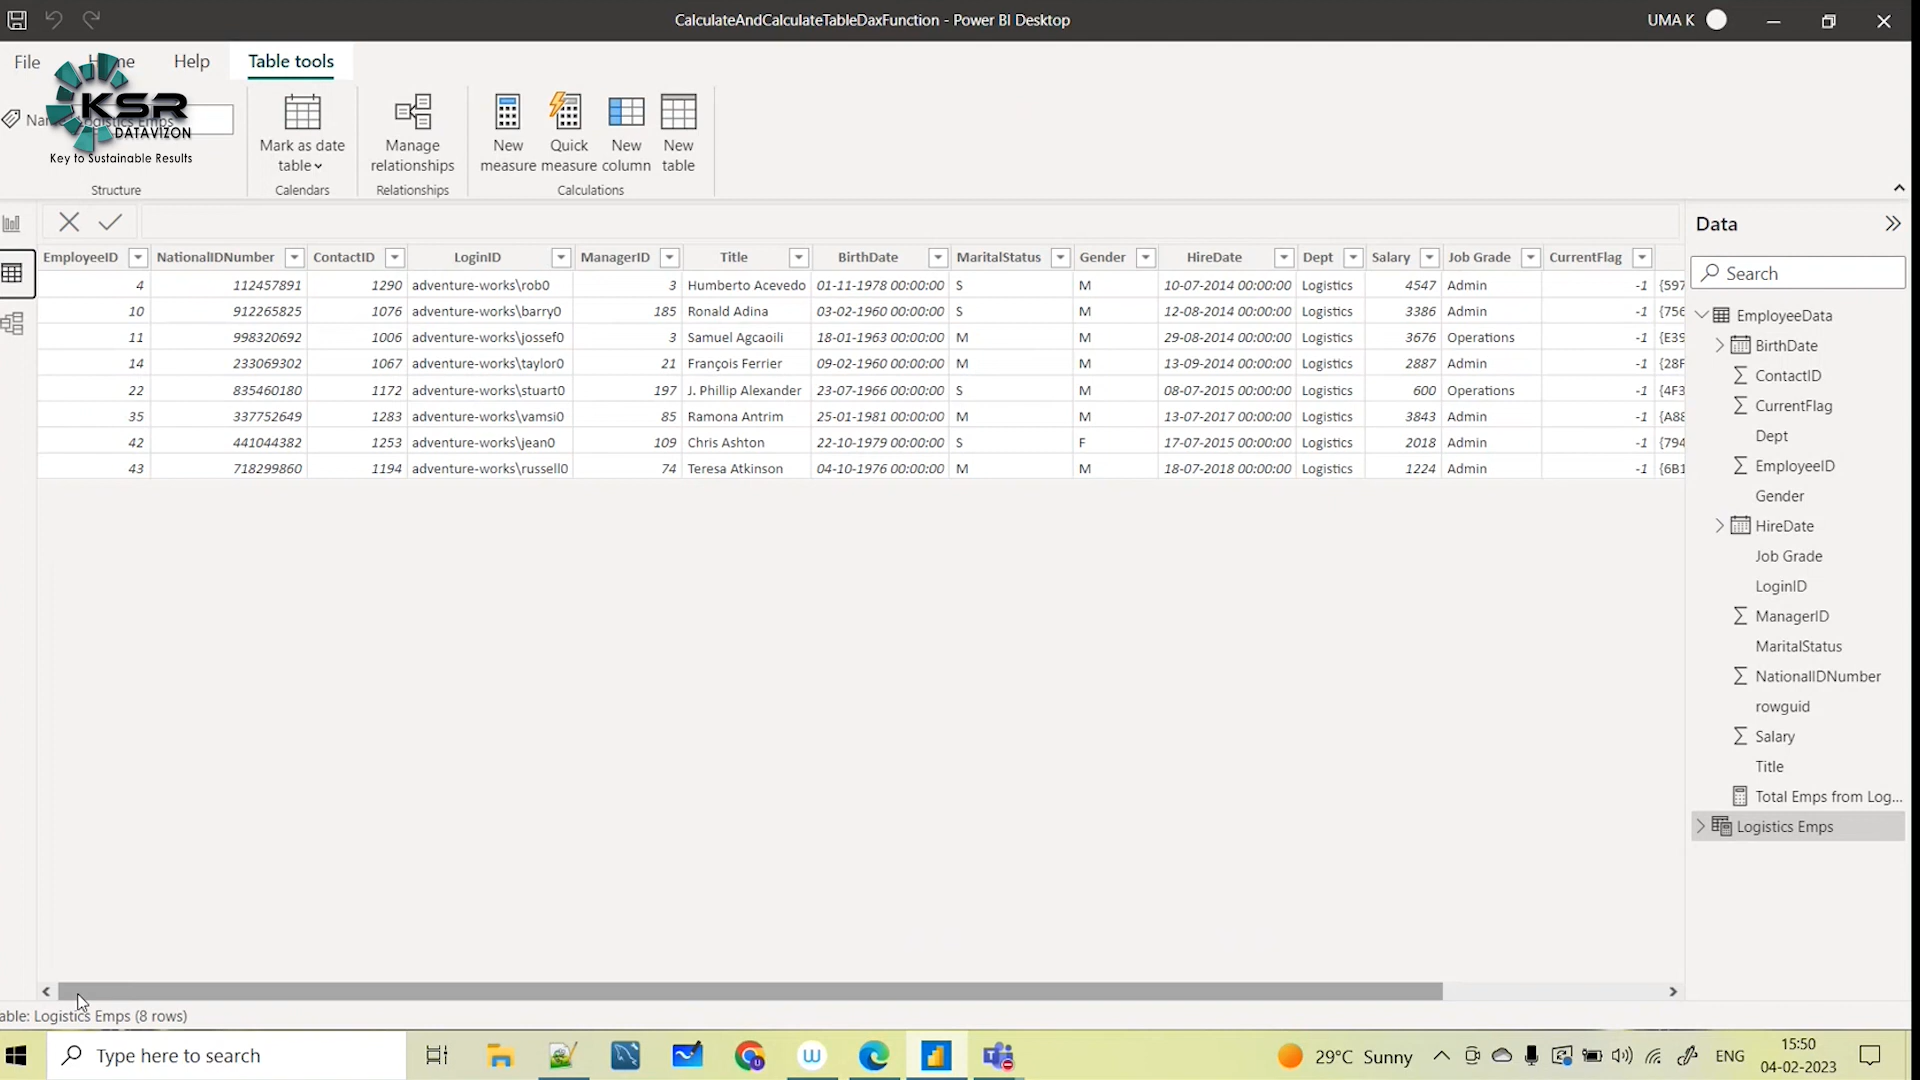 CalculateAndCalculateTableDaxFunction - Power BI Desktop
UMA K
File
Help
Table tools
KSR
DATAVIZON
Key to Sustainable Results
Structure
Mark as date table
Calendars
Manage relationships
Relationships
New measure
Quick measure
New column
New table
Calculations
EmployeeID NationalIDNumber ContactID LoginID ManagerID Title BirthDate MaritalStatus Gender HireDate Dept Salary Job Grade CurrentFlag
4 112457891 1290 adventure-works\rob0 3 Humberto Acevedo 01-11-1978 00:00:00 S M 10-07-2014 00:00:00 Logistics 4547 Admin -1 {597
10 912265825 1076 adventure-works\barry0 185 Ronald Adina 03-02-1960 00:00:00 S M 12-08-2014 00:00:00 Logistics 3386 Admin -1 {756
11 998320692 1006 adventure-works\jossef0 3 Samuel Agcaoili 18-01-1963 00:00:00 M M 29-08-2014 00:00:00 Logistics 3676 Operations -1 {E39
14 233069302 1067 adventure-works\taylor0 21 François Ferrier 09-02-1960 00:00:00 M M 13-09-2014 00:00:00 Logistics 2887 Admin -1 {28F
22 835460180 1172 adventure-works\stuart0 197 J. Phillip Alexander 23-07-1966 00:00:00 S M 08-07-2015 00:00:00 Logistics 600 Operations -1 {4F3
35 337752649 1283 adventure-works\vamsi0 85 Ramona Antrim 25-01-1981 00:00:00 M M 13-07-2017 00:00:00 Logistics 3843 Admin -1 {A88
42 441044382 1253 adventure-works\jean0 109 Chris Ashton 22-10-1979 00:00:00 S F 17-07-2015 00:00:00 Logistics 2018 Admin -1 {794
43 718299860 1194 adventure-works\russell0 74 Teresa Atkinson 04-10-1976 00:00:00 M M 18-07-2018 00:00:00 Logistics 1224 Admin -1 {6B1
Data
Search
EmployeeData
BirthDate
ContactID
CurrentFlag
Dept
EmployeeID
Gender
HireDate
Job Grade
LoginID
ManagerID
MaritalStatus
NationalIDNumber
rowguid
Salary
Title
Total Emps from Log...
Logistics Emps
able: Logistics Emps (8 rows)
Type here to search
29°C Sunny
ENG
15:50
04-02-2023